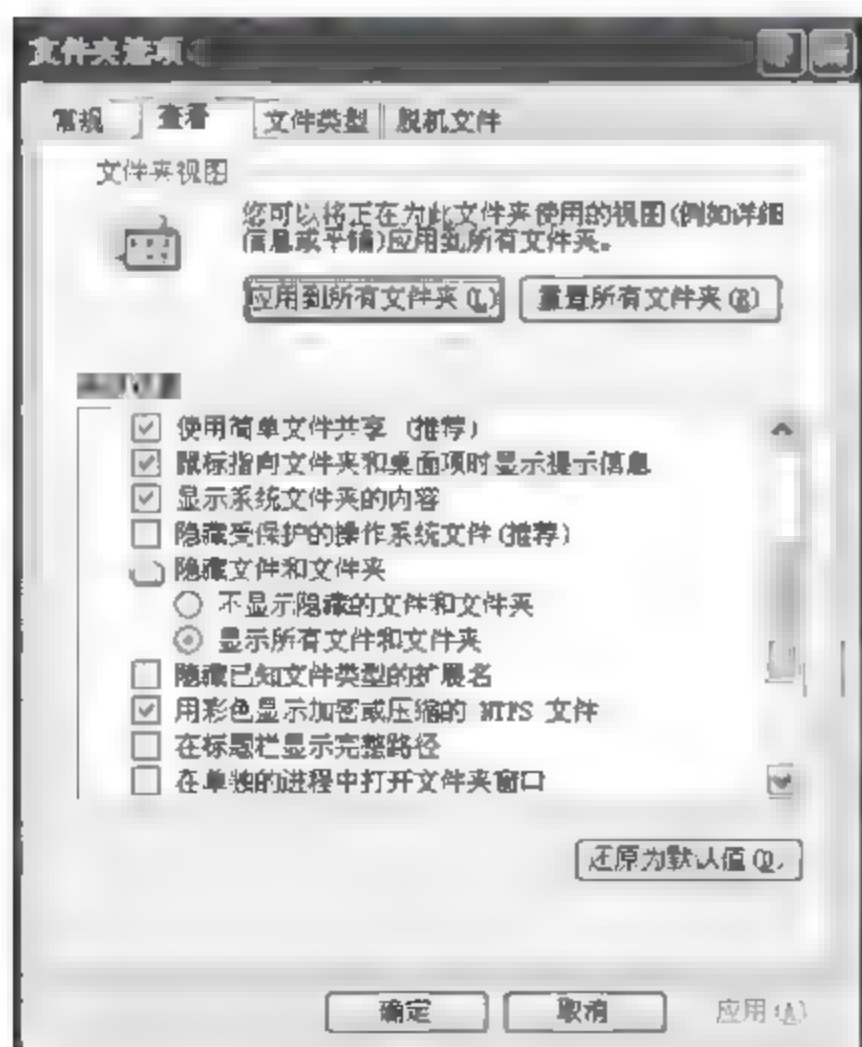 文件夹选项
常规 查看 文件类型 脱机文件
文件夹视图
您可以将正在为此文件夹使用的视图(例如详细
信息或平铺)应用到所有文件夹。
应用到所有文件夹(L) 重置所有文件夹(R)
使用简单文件共享 (推荐)
鼠标指向文件夹和桌面项时显示提示信息
显示系统文件夹的内容
隐藏受保护的操作系统文件(推荐)
隐藏文件和文件夹
不显示隐藏的文件和文件夹
显示所有文件和文件夹
隐藏已知文件类型的扩展名
用彩色显示加密或压缩的 NTFS 文件
在标题栏显示完整路径
在单独的进程中打开文件夹窗口
还原为默认值
确定 取消 应用(A)